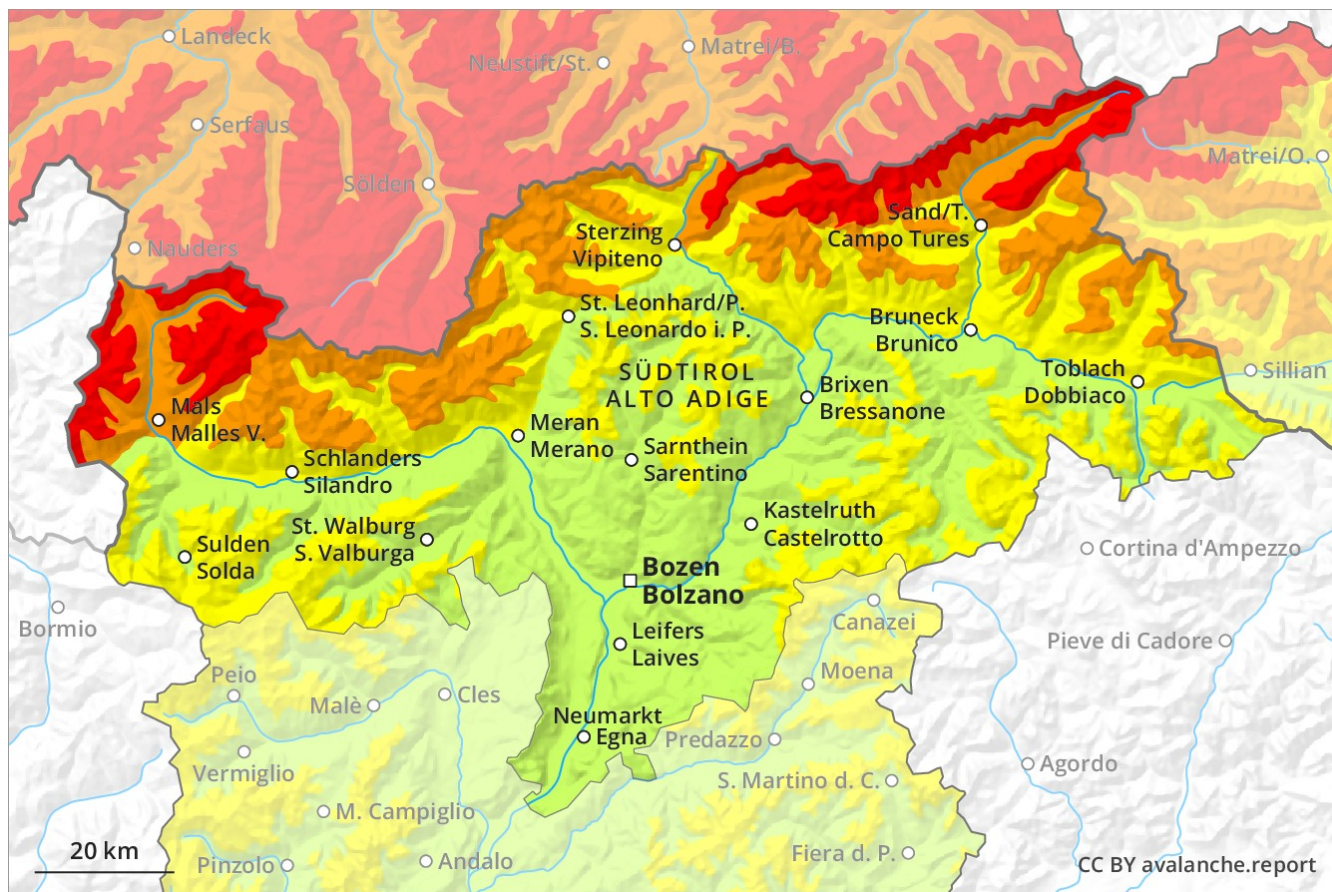 Landeck
Matrei/B.
Neustift/St.
Serfaus
Matrei/O.
Sölden
Sand/T.
Campo Tures
Sterzing
Vipiteno
Nauders
St. Leonhard/P.
S. Leonardo i. P.
Bruneck
Brunico
SÜDTIROL
ALTO ADIGE
Toblach
Dobbiaco
Sillian
Brixen
Bressanone
Mals
Malles V.
Meran
Merano
Sarnthein
Sarentino
Schlanders
Silandro
St. Walburg
S. Valburga
Kastelruth
Castelrotto
Sulden
Solda
Cortina d'Ampezzo
Bozen
Bolzano
Bormio
Canazei
Leifers
Laives
Pieve di Cadore
Peio
Moena
Malè
Cles
Neumarkt
Egna
Predazzo
Vermiglio
Agordo
S. Martino d. C.
M. Campiglio
20 km
Pinzolo
Andalo
Fiera d. P.
CC BY avalanche.report